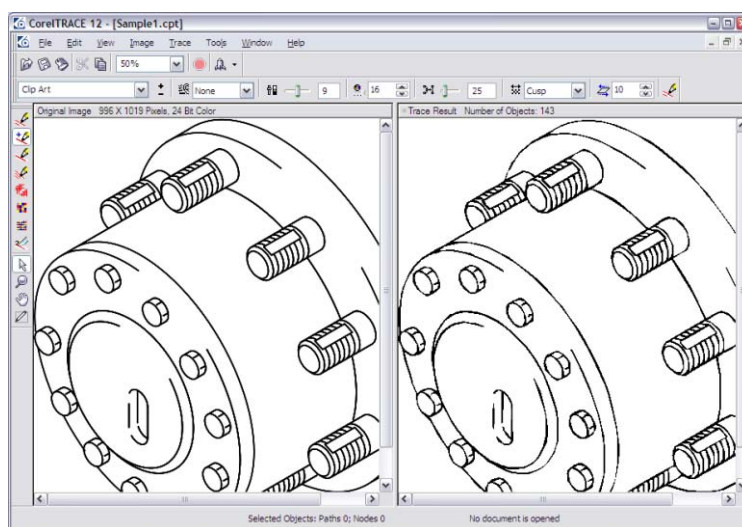 CorelTRACE 12 - [Sample1.cpt]
File Edit View Image Trace Tools Window Help
50%
Clip Art None 9 16 25 Cusp 10
Original Image 996 X 1019 Pixels, 24 Bit Color Trace Result Number of Objects: 143
Selected Objects: Paths 0; Nodes 0 No document is opened